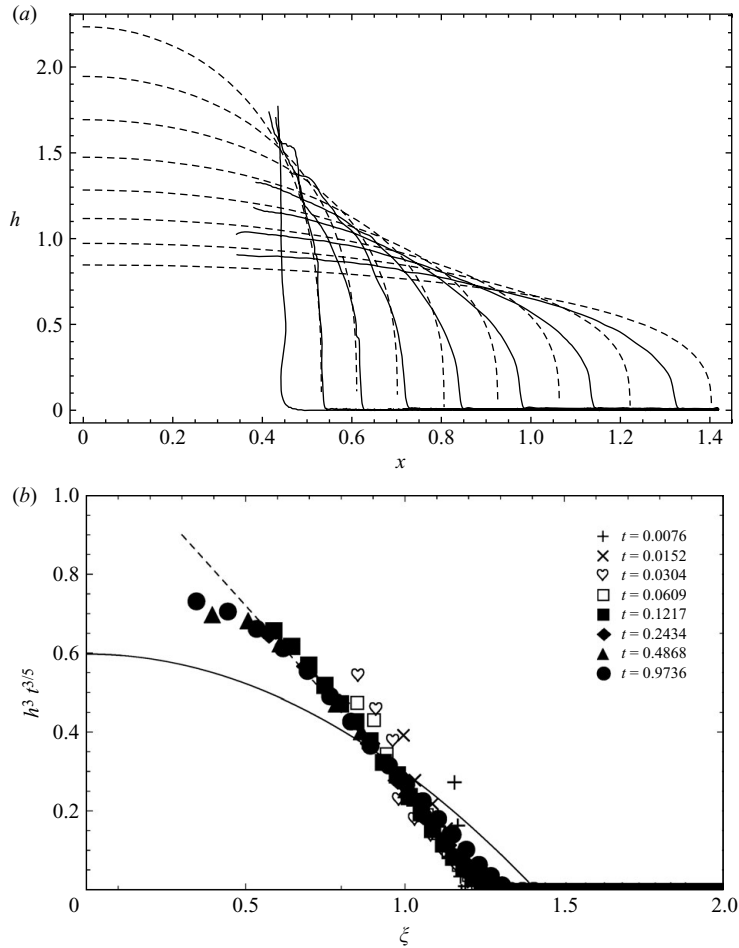 (a)
2.0
1.5
h
1.0
0.5
0
0 0.2 0.4 0.6 0.8 1.0 1.2 1.4
x
(b)
1.0
0.8
0.6
h³ t³/⁵
0.4
0.2
t = 0.0076
t = 0.0152
t = 0.0304
t = 0.0609
t = 0.1217
t = 0.2434
t = 0.4868
t = 0.9736
0 0.5 1.0 1.5 2.0
ξ